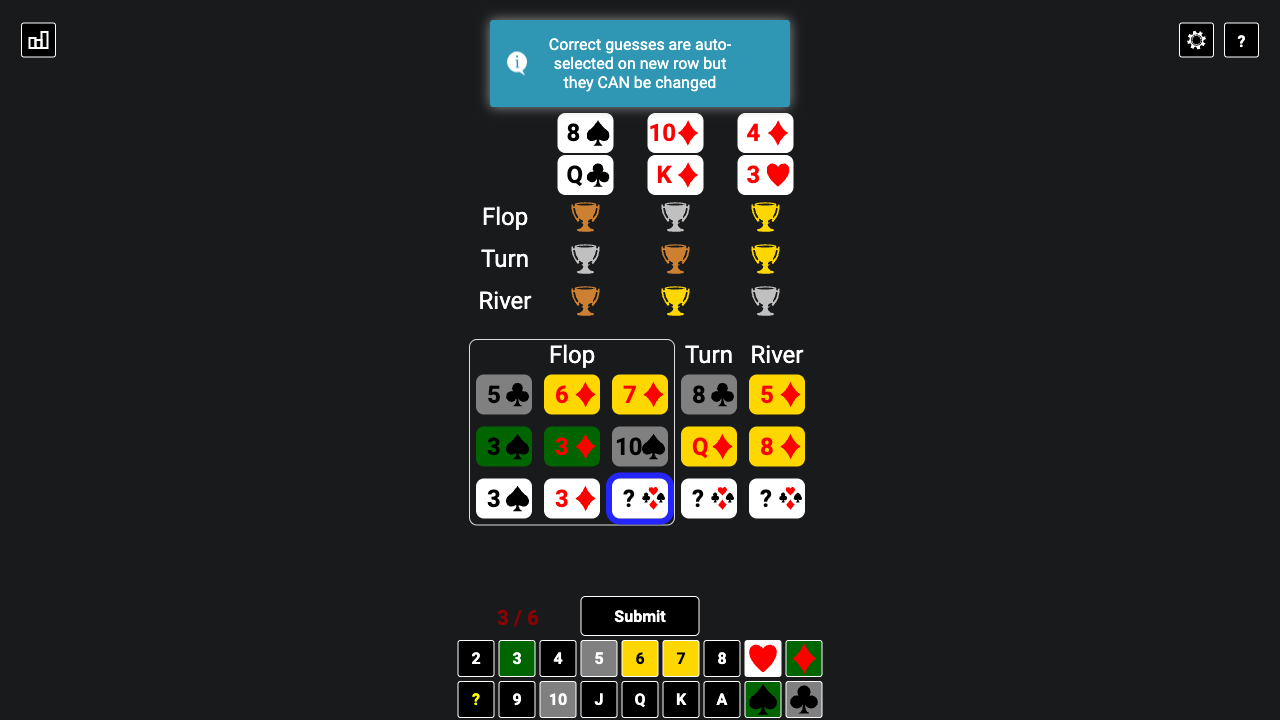 Correct guesses are auto-
selected on new row but
they CAN be changed
?
8 10 4
Q K 3
Flop
Turn
River
Flop Turn River
5 6 7 8 5
3 3 10 Q 8
3 3 ? ? ?
3 / 6 Submit
2 3 4 5 6 7 8
? 9 10 J Q K A